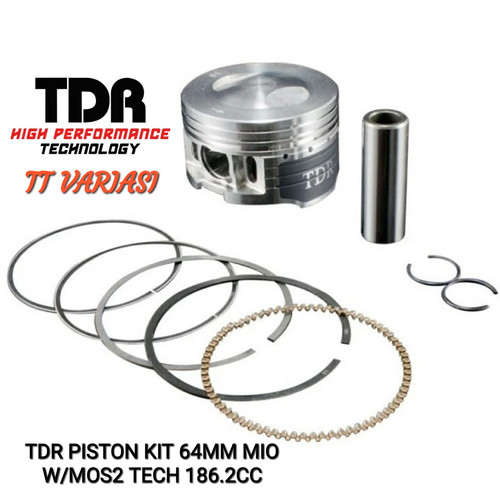 TDR
HIGH PERFORMANCE
TECHNOLOGY
TT VARIASI
TDR
TDR PISTON KIT 64MM MIO
W/MOS2 TECH 186.2CC